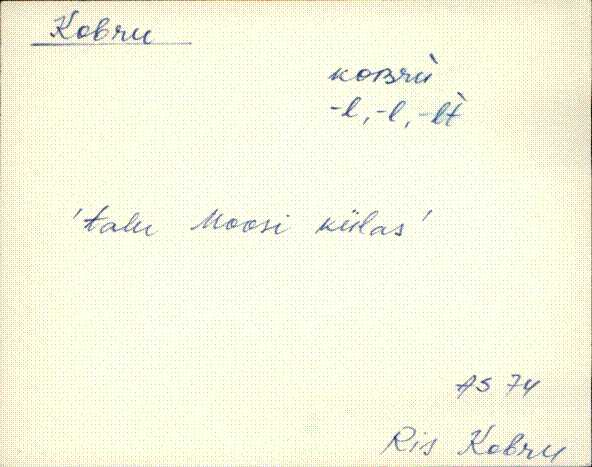 Kobru
KOBRÙ
-l, -l, -lt̀
'talu Moosi külas'
AS 74
Ris Kobru